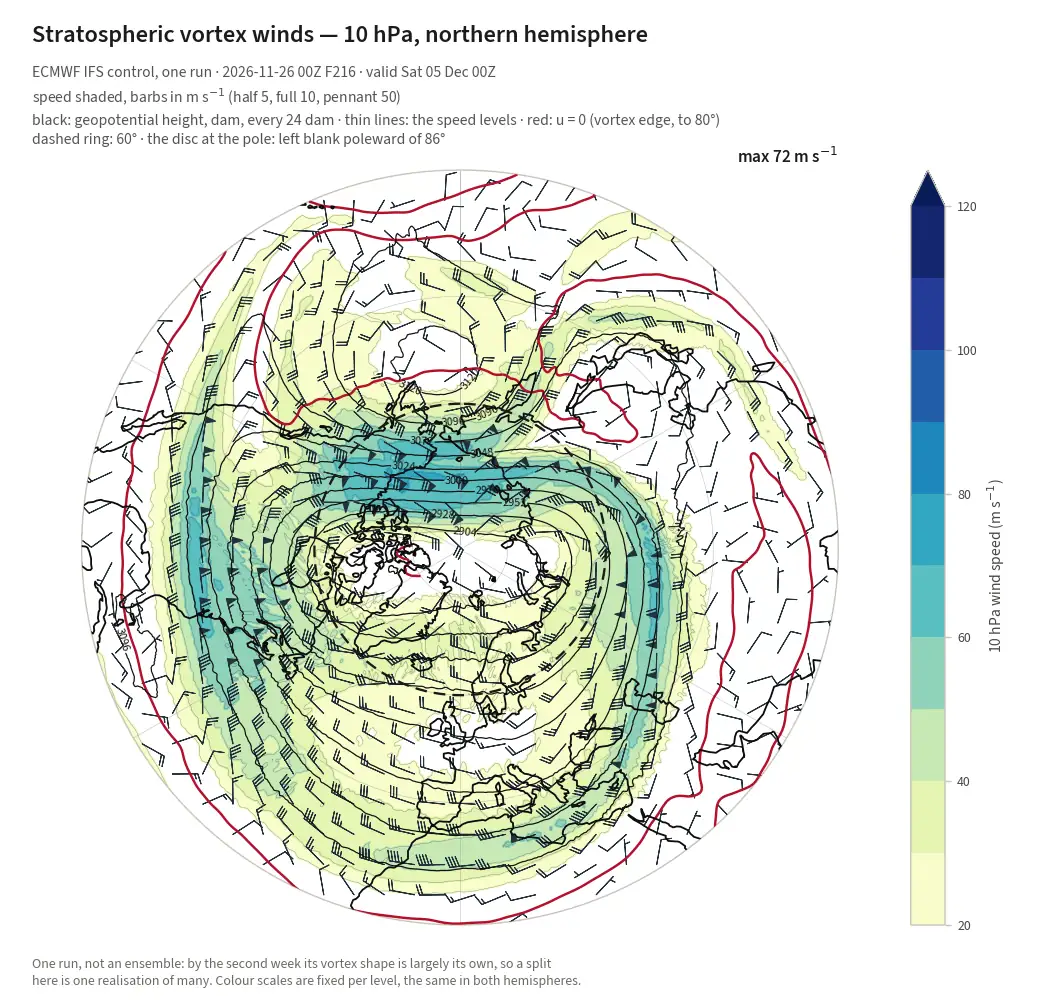 Stratospheric vortex winds — 10 hPa, northern hemisphere
ECMWF IFS control, one run · 2026-11-26 00Z F216 · valid Sat 05 Dec 00Z
speed shaded, barbs in m s⁻¹ (half 5, full 10, pennant 50)
black: geopotential height, dam, every 24 dam · thin lines: the speed levels · red: u = 0 (vortex edge, to 80°)
dashed ring: 60° · the disc at the pole: left blank poleward of 86°
max 72 m s⁻¹
120
100
80
60
40
20
10 hPa wind speed (m s⁻¹)
3120
3096
3048
3024
3000
2928
2904
3096
One run, not an ensemble: by the second week its vortex shape is largely its own, so a split
here is one realisation of many. Colour scales are fixed per level, the same in both hemispheres.